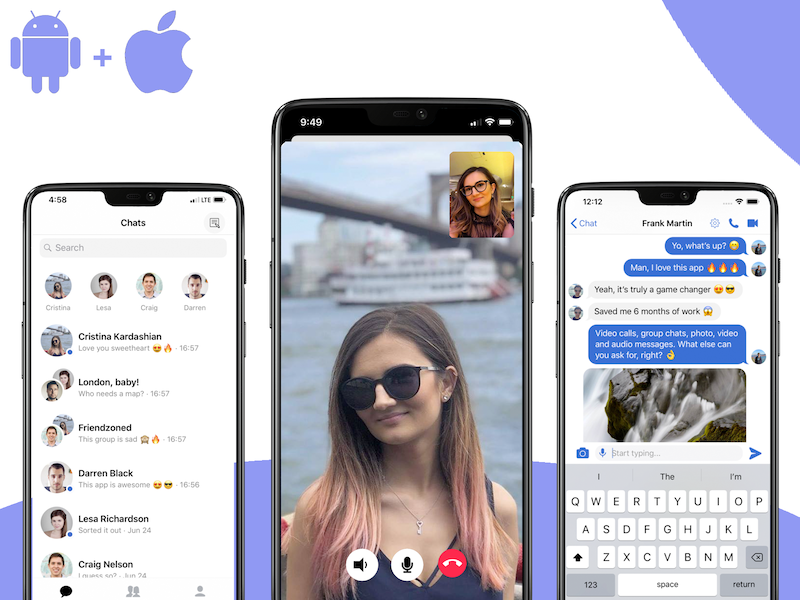 4:58
LTE
Chats
Search
Cristina
Lesa
Craig
Darren
Cristina Kardashian
Love you sweetheart 😍🔥 · 16:57
London, baby!
Who needs a map? · 16:57
Friendzoned
This group is sad 🙈🔥 · 16:57
Darren Black
This app is awesome 😍😎 · 16:56
Lesa Richardson
Sorted it out · Jun 24
Craig Nelson
I guess so? · Jun 24
9:49
12:12
Chat
Frank Martin
Yo, what's up? 😄
Man, I love this app 🔥🔥🔥
Yeah, it's truly a game changer 😍😎
Saved me 6 months of work 😱
Video calls, group chats, photo, video
and audio messages. What else can
you ask for, right? 👌
Start typing...
I The I'm
Q W E R T Y U I O P
A S D F G H J K L
Z X C V B N M
123 space return